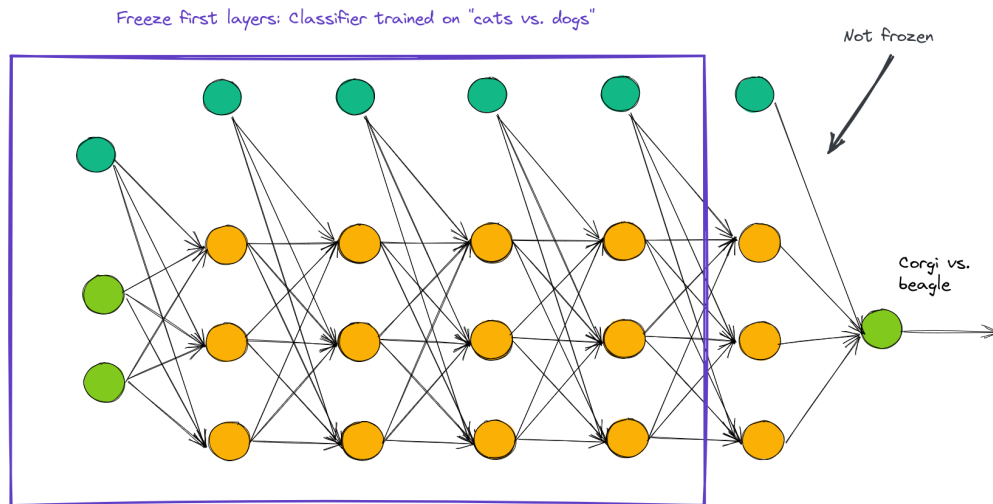 Freeze first layers: Classifier trained on "cats vs. dogs"
Not frozen
Corgi vs.
beagle